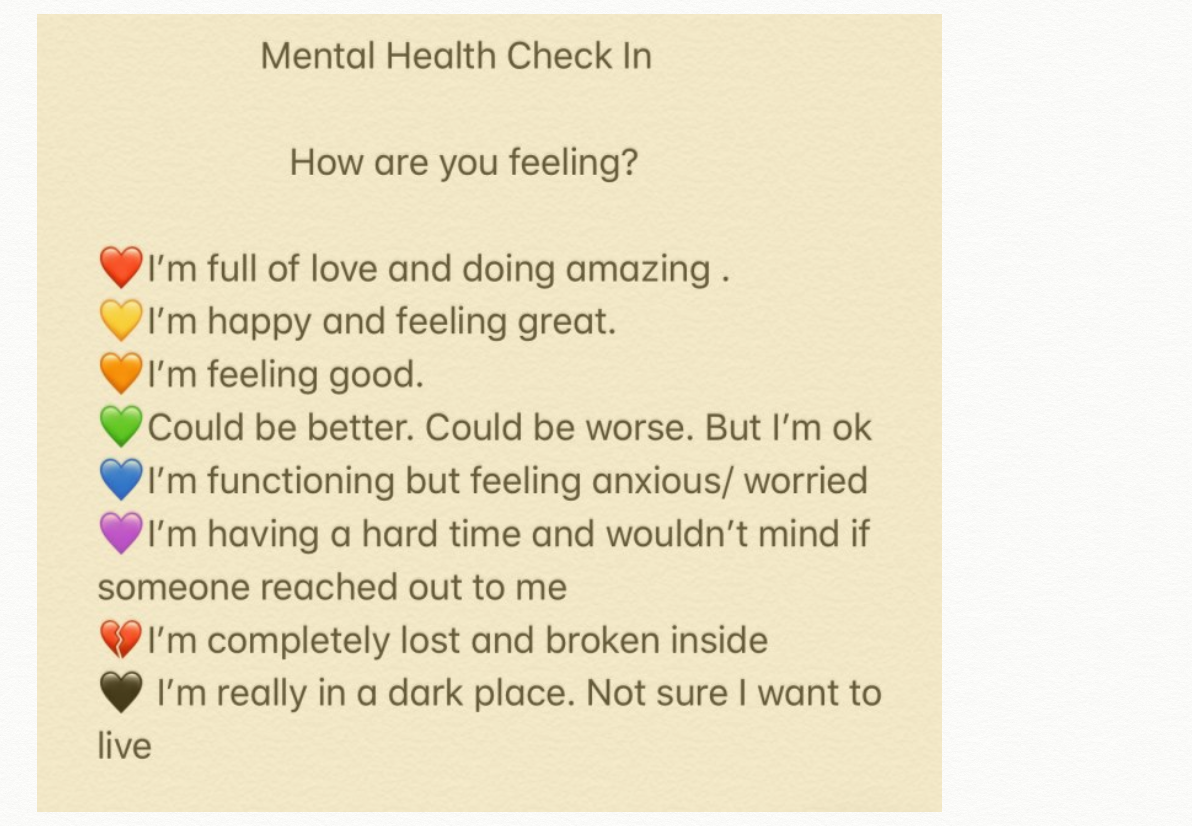 Mental Health Check In
How are you feeling?
❤️I’m full of love and doing amazing .
💛I’m happy and feeling great.
🧡I’m feeling good.
💚Could be better. Could be worse. But I’m ok
💙I’m functioning but feeling anxious/ worried
💜I’m having a hard time and wouldn’t mind if
someone reached out to me
💔I’m completely lost and broken inside
🖤 I’m really in a dark place. Not sure I want to
live